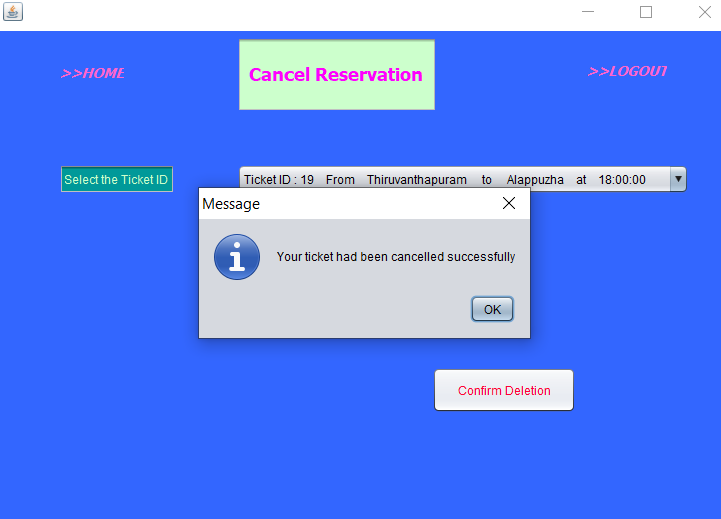 >>HOME
Cancel Reservation
>>LOGOUT
Select the Ticket ID
Ticket ID : 19 From Thiruvanthapuram to Alappuzha at 18:00:00
Message
Your ticket had been cancelled successfully
OK
Confirm Deletion